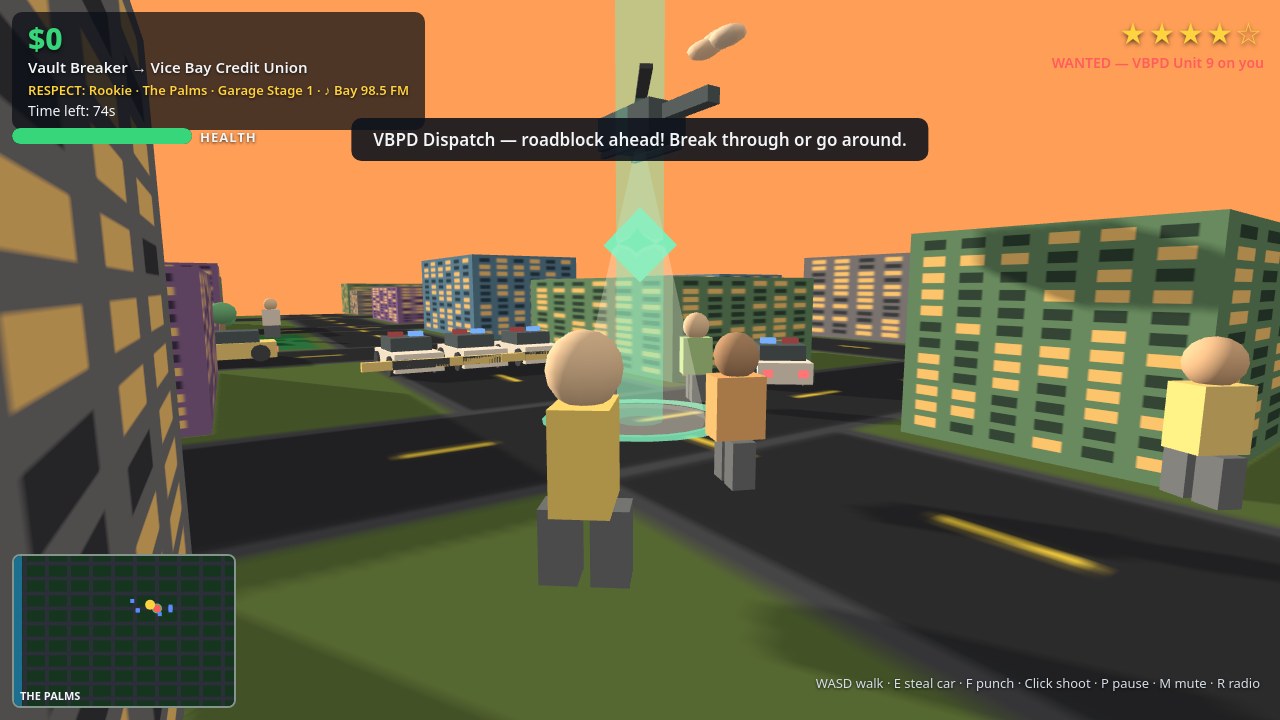 $0
Vault Breaker → Vice Bay Credit Union
RESPECT: Rookie · The Palms · Garage Stage 1 · ♪ Bay 98.5 FM
Time left: 74s
HEALTH
★★★★☆
WANTED — VBPD Unit 9 on you
VBPD Dispatch — roadblock ahead! Break through or go around.
THE PALMS
WASD walk · E steal car · F punch · Click shoot · P pause · M mute · R radio